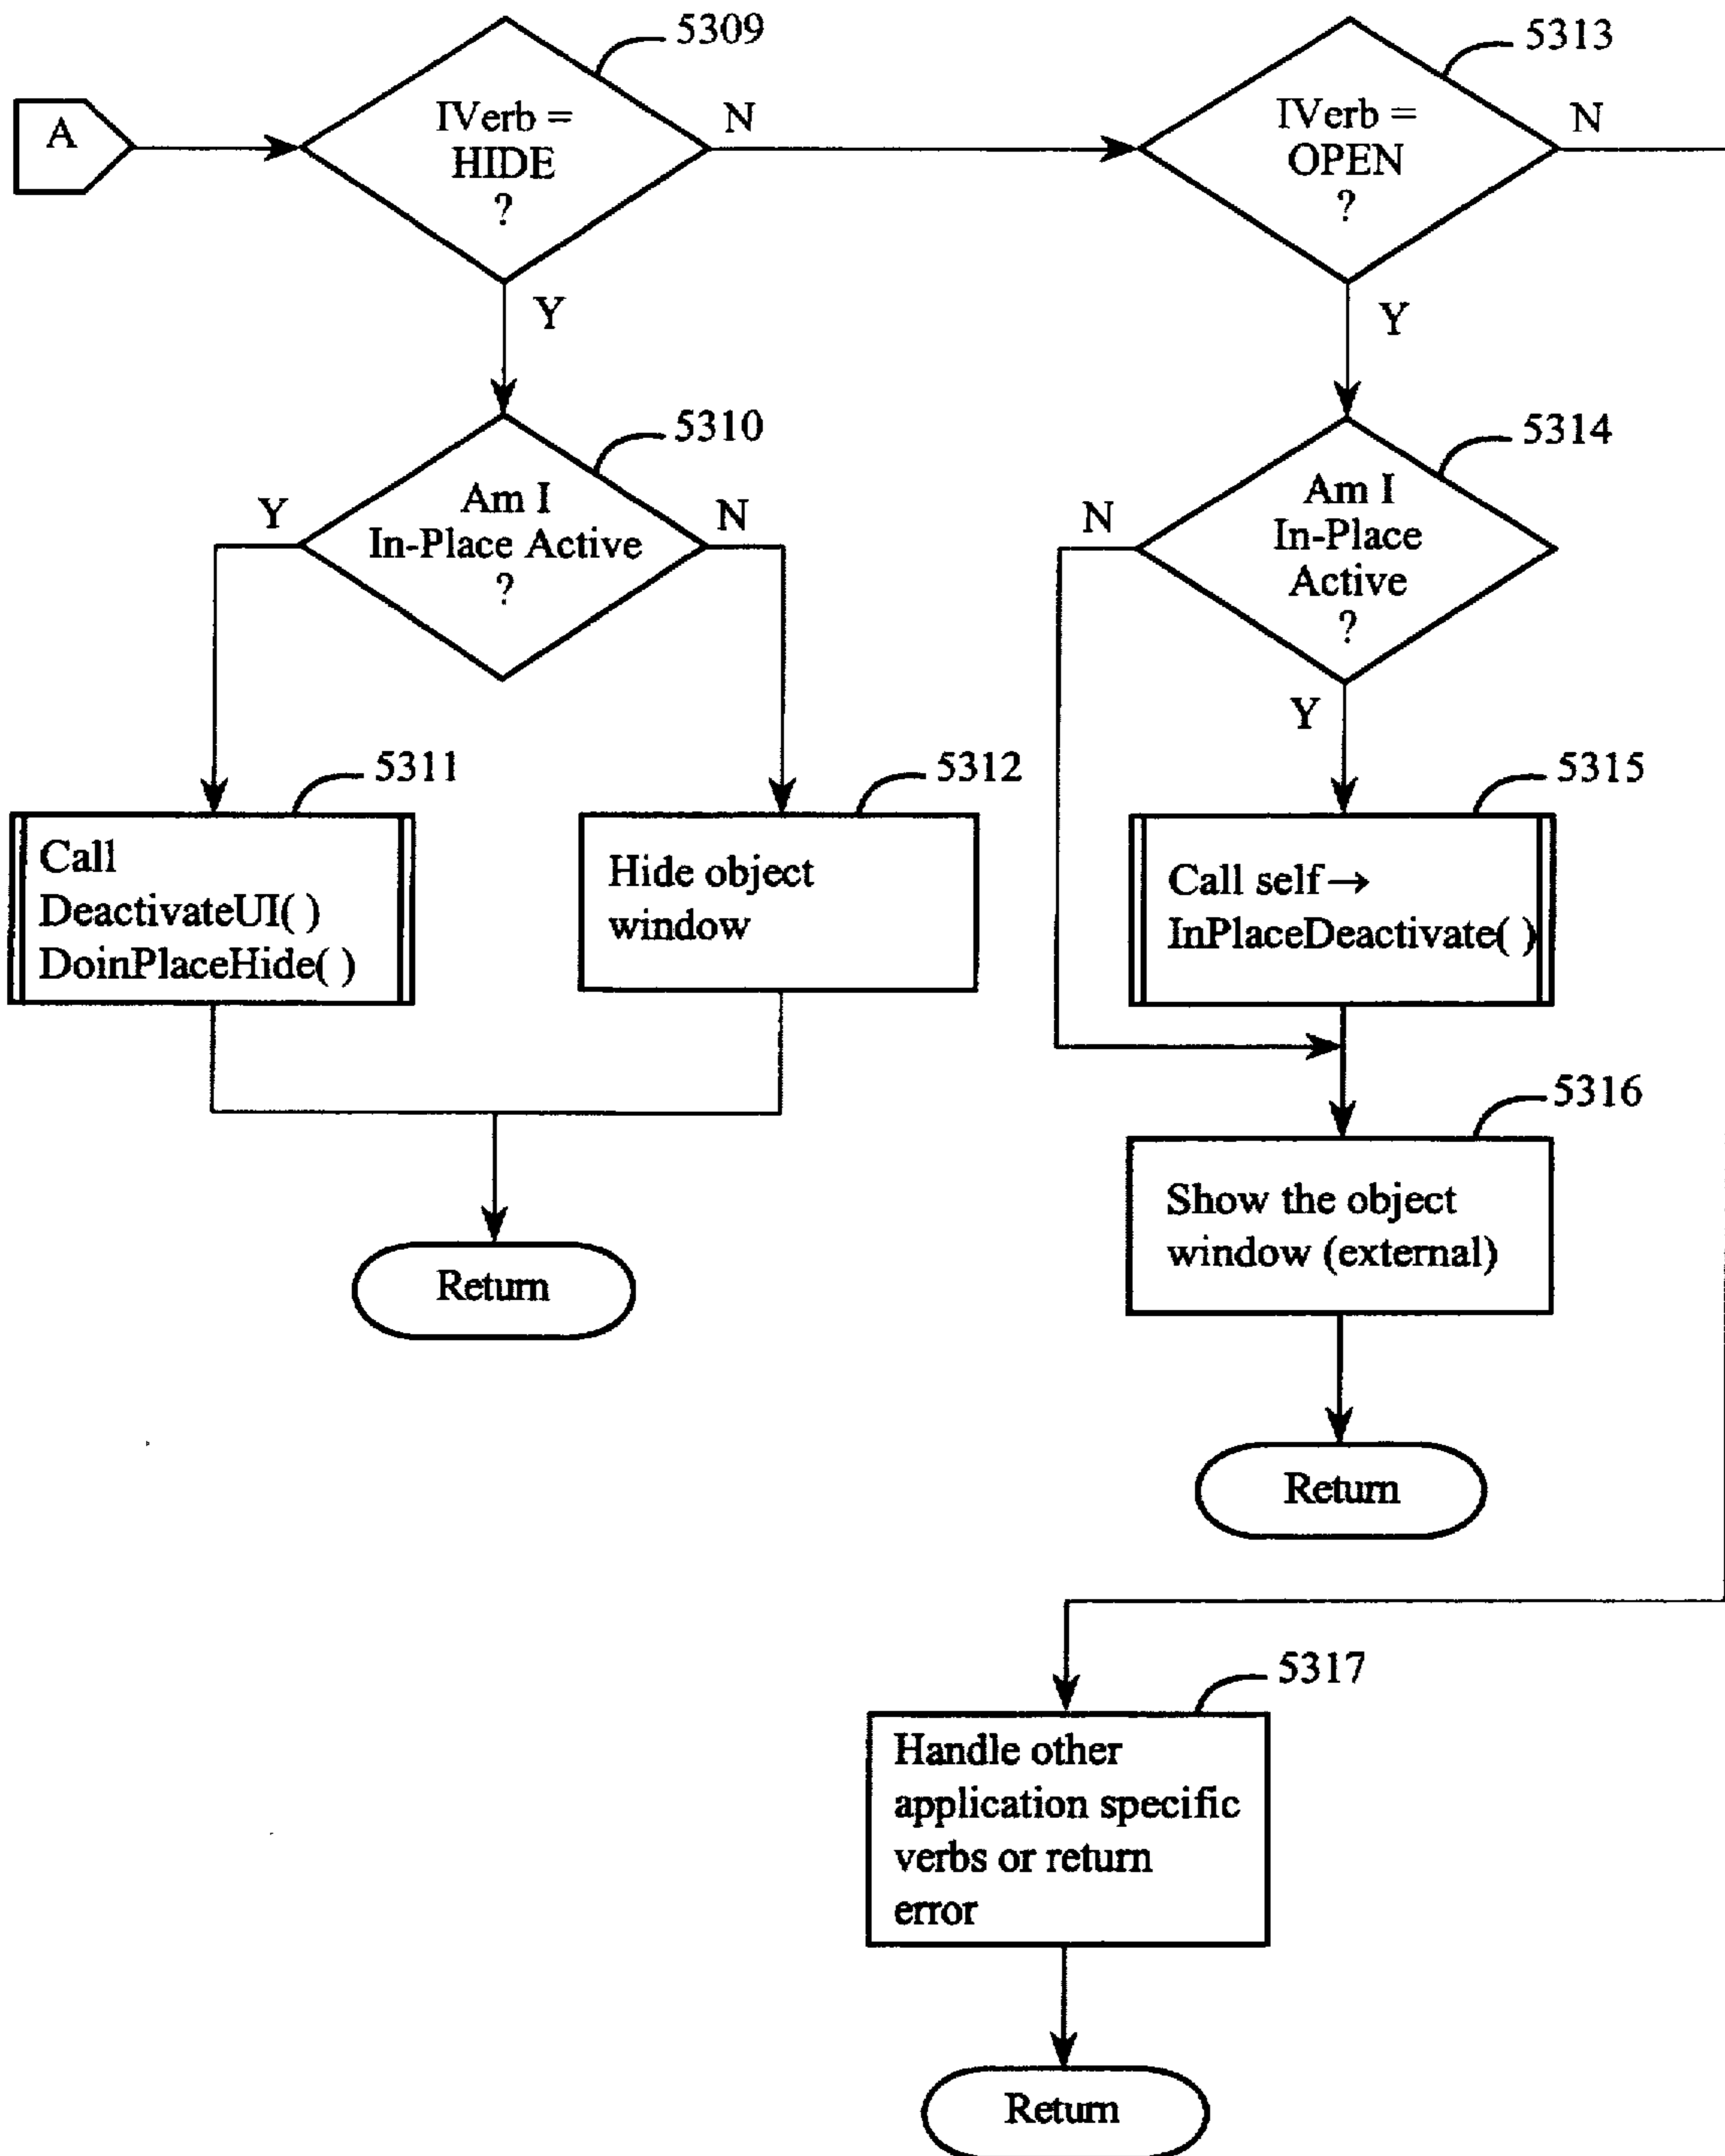 5309
5313
A
IVerb =
HIDE
?
N
IVerb =
OPEN
?
N
Y
Y
5310
5314
Y
Am I
In-Place Active
?
N
N
Am I
In-Place
Active
?
Y
5311
5312
5315
Call
DeactivateUI( )
DoinPlaceHide( )
Hide object
window
Call self→
InPlaceDeactivate( )
5316
Show the object
window (external)
Return
Return
5317
Handle other
application specific
verbs or return
error
Return